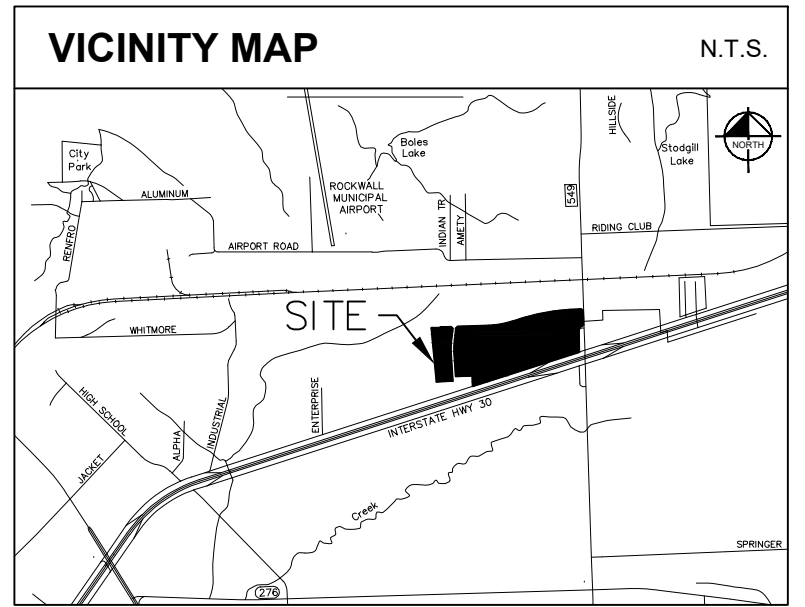 VICINITY MAP
N.T.S.
City
Park
ALUMINUM
RENFRO
AIRPORT ROAD
ROCKWALL
MUNICIPAL
AIRPORT
Boles
Lake
INDIAN TR
AMETY
549
HILLSIDE
Stodgill
Lake
NORTH
RIDING CLUB
WHITMORE
SITE
HIGH SCHOOL
JACKET
ALPHA
INDUSTRIAL
ENTERPRISE
INTERSTATE HWY 30
Creek
SPRINGER
276